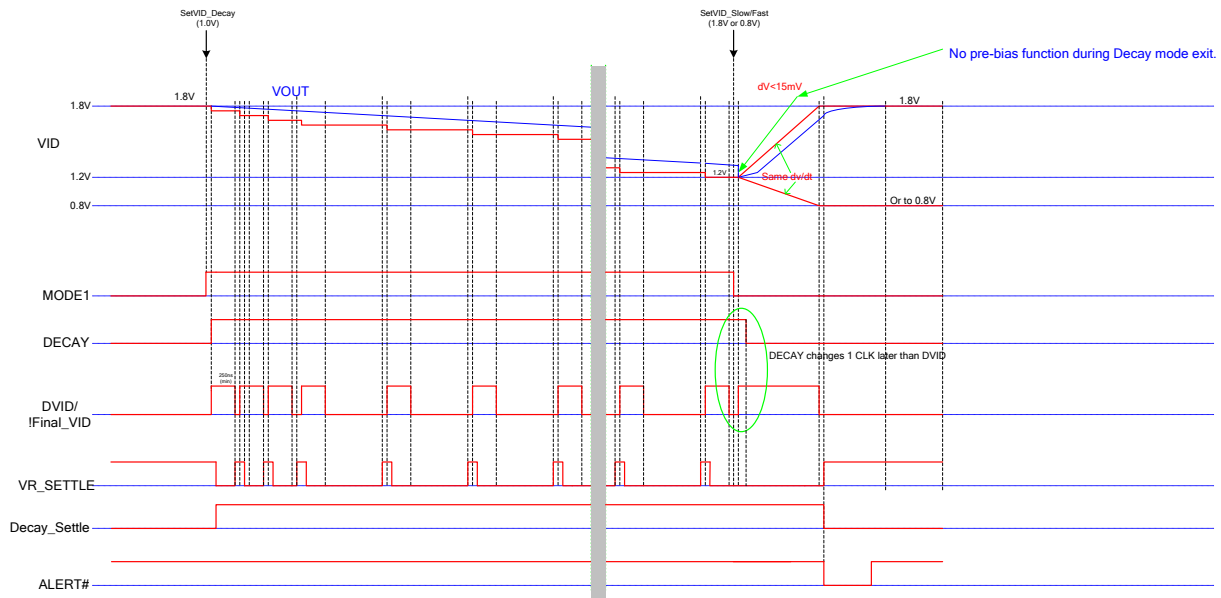 SetVID_Decay
(1.0V)
SetVID_Slow/Fast
(1.8V or 0.8V)
No pre-bias function during Decay mode exit.
dV<15mV
1.8V
VOUT
1.8V
1.8V
VID
1.2V
1.2V
Same dv/dt
0.8V
Or to 0.8V
MODE1
DECAY
DECAY changes 1 CLK later than DVID
250ns
(min)
DVID/
!Final_VID
VR_SETTLE
Decay_Settle
ALERT#